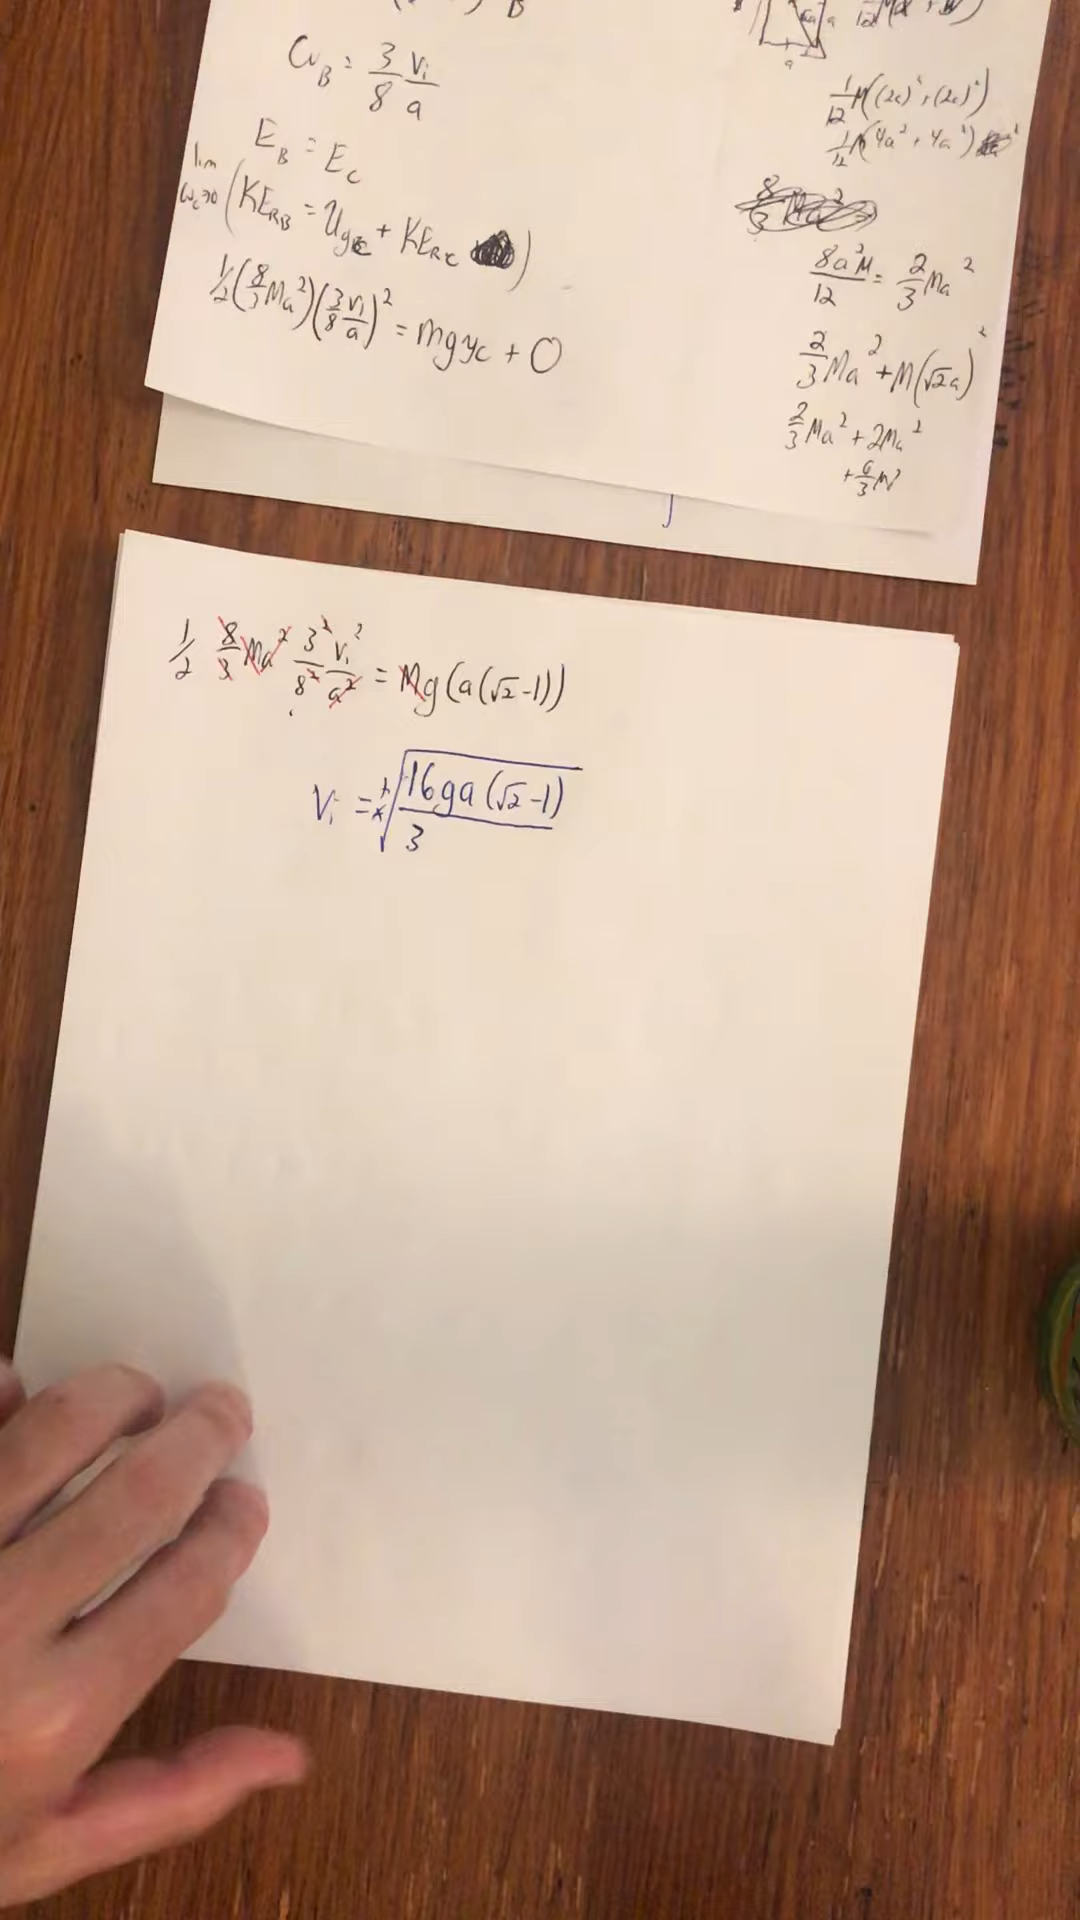 B
ω_B = 3/8 v_i/a
E_B = E_C
lim ω_C→0 (KE_RB = U_gC + KE_RC)
1/2 (8/3 Ma²)(3/8 v_i/a)² = mgy_C + 0
a
a
1/12 M((2a)² + (2a)²)
1/12 M(4a² + 4a²)
8a²M/12 = 2/3 Ma²
2/3 Ma² + M(√2a)²
2/3 Ma² + 2Ma²
1/2 8/3 Ma² 3²/8² v_i²/a² = Mg(a(√2-1))
V_i = √(16ga(√2-1)/3)